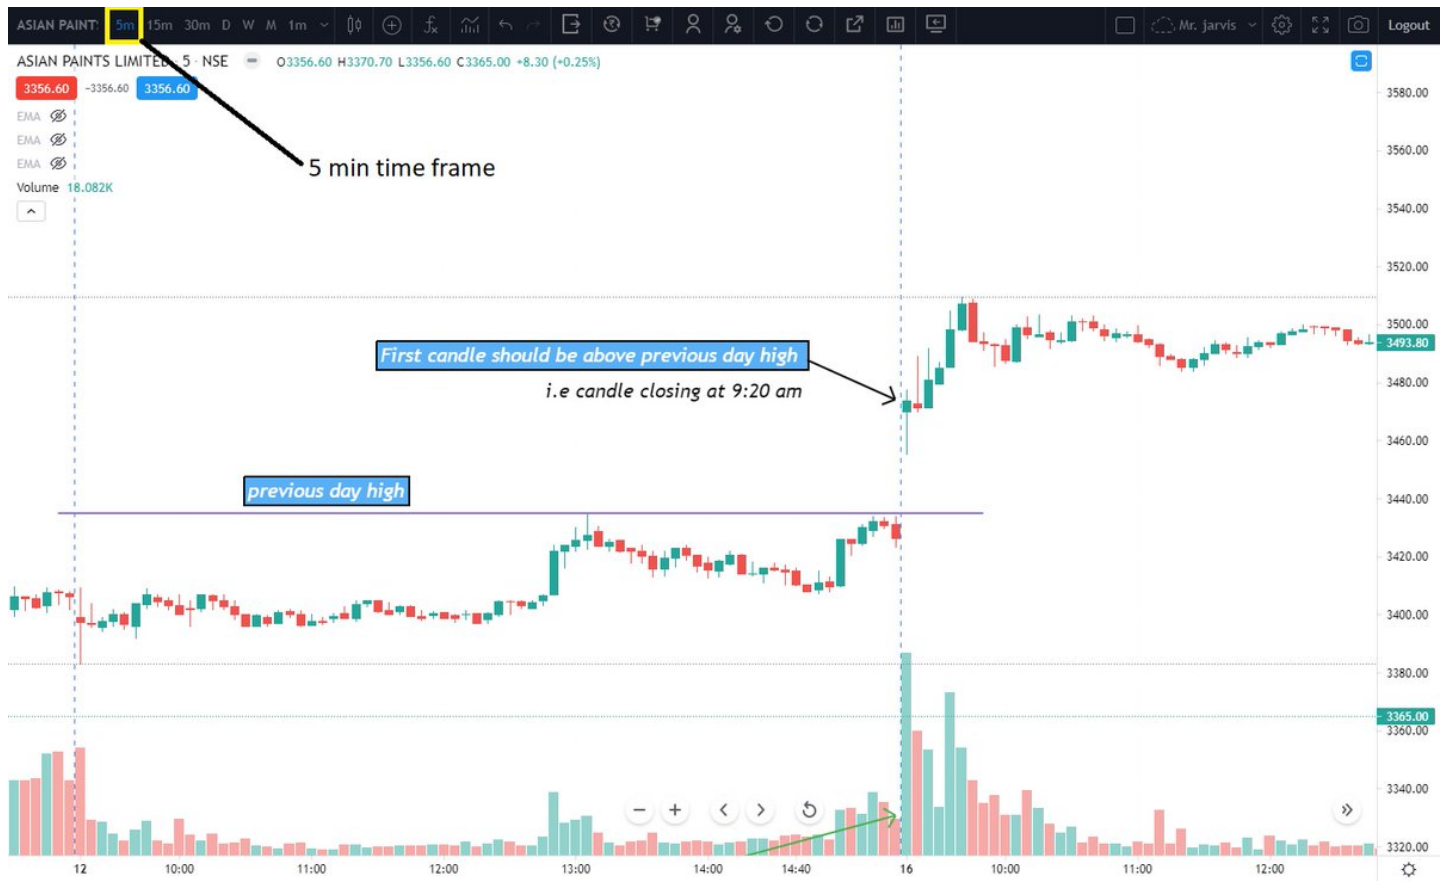 ASIAN PAINT 5m 15m 30m D W M 1m Mr. jarvis Logout
ASIAN PAINTS LIMITED · 5 · NSE O3356.60 H3370.70 L3356.60 C3365.00 +8.30 (+0.25%)
3356.60 -3356.60 3356.60
EMA
EMA
EMA
Volume 18.082K
5 min time frame
First candle should be above previous day high
i.e candle closing at 9:20 am
previous day high
3580.00
3560.00
3540.00
3520.00
3500.00
3493.80
3480.00
3460.00
3440.00
3420.00
3400.00
3380.00
3365.00
3360.00
3340.00
3320.00
12 10:00 11:00 12:00 13:00 14:00 14:40 16 10:00 11:00 12:00